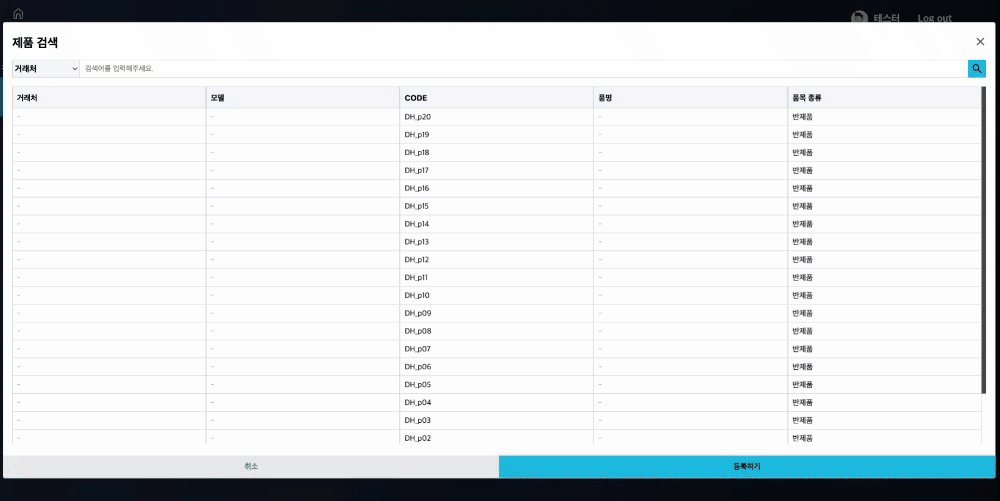 테스터 Log out
제품 검색
거래처 검색어를 입력해주세요.
거래처 모델 CODE 품명 품목 종류
- - DH_p20 - 반제품
- - DH_p19 - 반제품
- - DH_p18 - 반제품
- - DH_p17 - 반제품
- - DH_p16 - 반제품
- - DH_p15 - 반제품
- - DH_p14 - 반제품
- - DH_p13 - 반제품
- - DH_p12 - 반제품
- - DH_p11 - 반제품
- - DH_p10 - 반제품
- - DH_p09 - 반제품
- - DH_p08 - 반제품
- - DH_p07 - 반제품
- - DH_p06 - 반제품
- - DH_p05 - 반제품
- - DH_p04 - 반제품
- - DH_p03 - 반제품
- - DH_p02 - 반제품
취소 등록하기